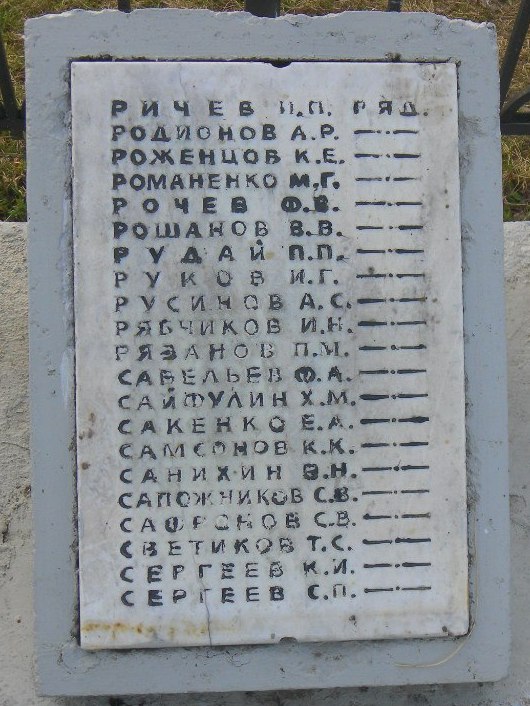 РИЧЕВ П.П. РЯД.
РОДИОНОВ А.Р. —·—
РОЖЕНЦОВ К.Е. —·—
РОМАНЕНКО М.Г. —·—
РОЧЕВ Ф.В. —·—
РОШАНОВ В.В. —·—
РУДАЙ П.П. —·—
РУКОВ И.Г. —·—
РУСИНОВ А.С. —·—
РЯБЧИКОВ И.Н. —·—
РЯЗАНОВ П.М. —·—
САВЕЛЬЕВ Ф.А. —·—
САЙФУЛИН Х.М. —·—
САКЕНКО Е.А. —·—
САМСОНОВ К.К. —·—
САНИХИН В.Н. —·—
САПОЖНИКОВ С.В. —·—
САФРОНОВ С.В. —·—
СВЕТИКОВ Т.С. —·—
СЕРГЕЕВ К.И. —·—
СЕРГЕЕВ С.П. —·—